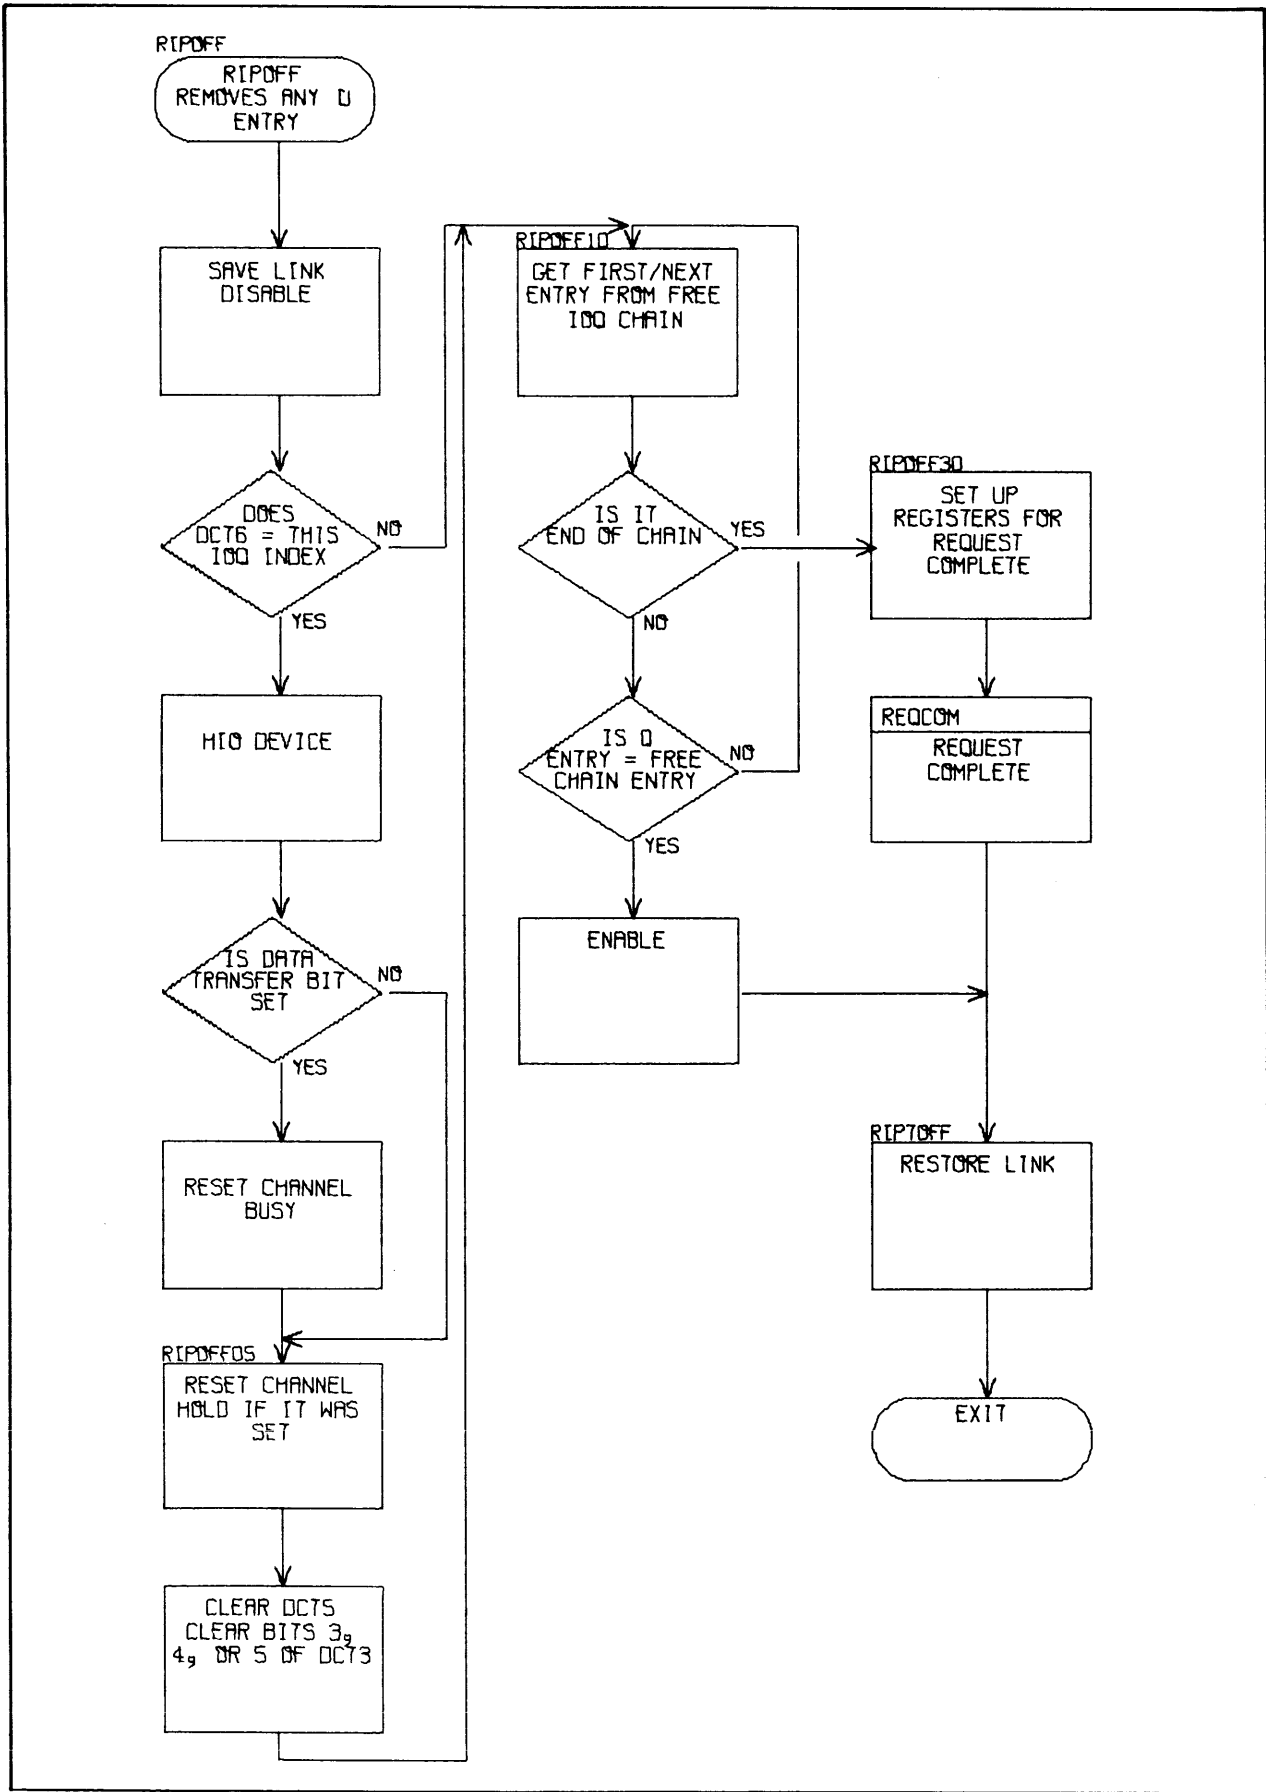 RIPOFF
RIPOFF
REMOVES ANY Q
ENTRY
SAVE LINK
DISABLE
DOES
DCT6 = THIS
IOQ INDEX
NO
YES
HIO DEVICE
IS DATA
TRANSFER BIT
SET
NO
YES
RESET CHANNEL
BUSY
RIPOFF05
RESET CHANNEL
HOLD IF IT WAS
SET
CLEAR DCT5
CLEAR BITS 3,
4, OR 5 OF DCT3
RIPOFF10
GET FIRST/NEXT
ENTRY FROM FREE
IOQ CHAIN
IS IT
END OF CHAIN
YES
NO
IS Q
ENTRY = FREE
CHAIN ENTRY
NO
YES
ENABLE
RIPOFF30
SET UP
REGISTERS FOR
REQUEST
COMPLETE
REQCOM
REQUEST
COMPLETE
RIPTOFF
RESTORE LINK
EXIT